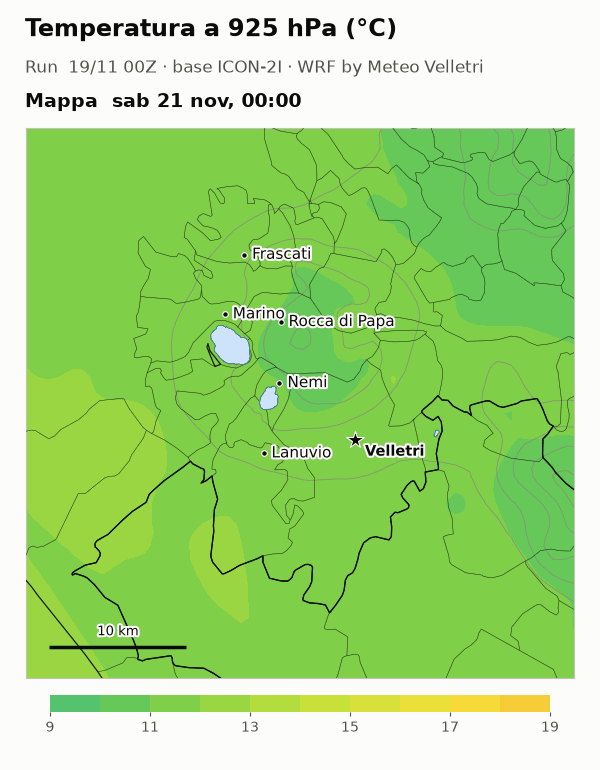 Temperatura a 925 hPa (°C)
Run  19/11 00Z · base ICON-2I · WRF by Meteo Velletri
Mappa  sab 21 nov, 00:00
Frascati
Marino
Rocca di Papa
Nemi
Velletri
Lanuvio
10 km
9 11 13 15 17 19